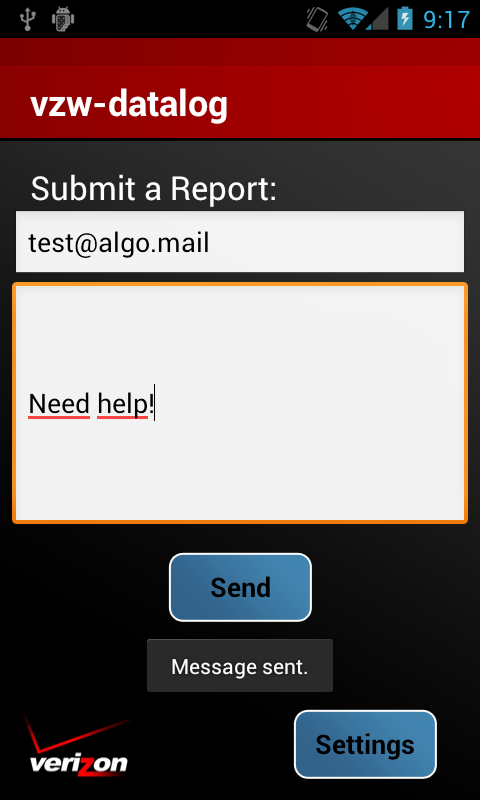 9:17
vzw-datalog
Submit a Report:
test@algo.mail
Need help!
Send
Message sent.
verizon
Settings